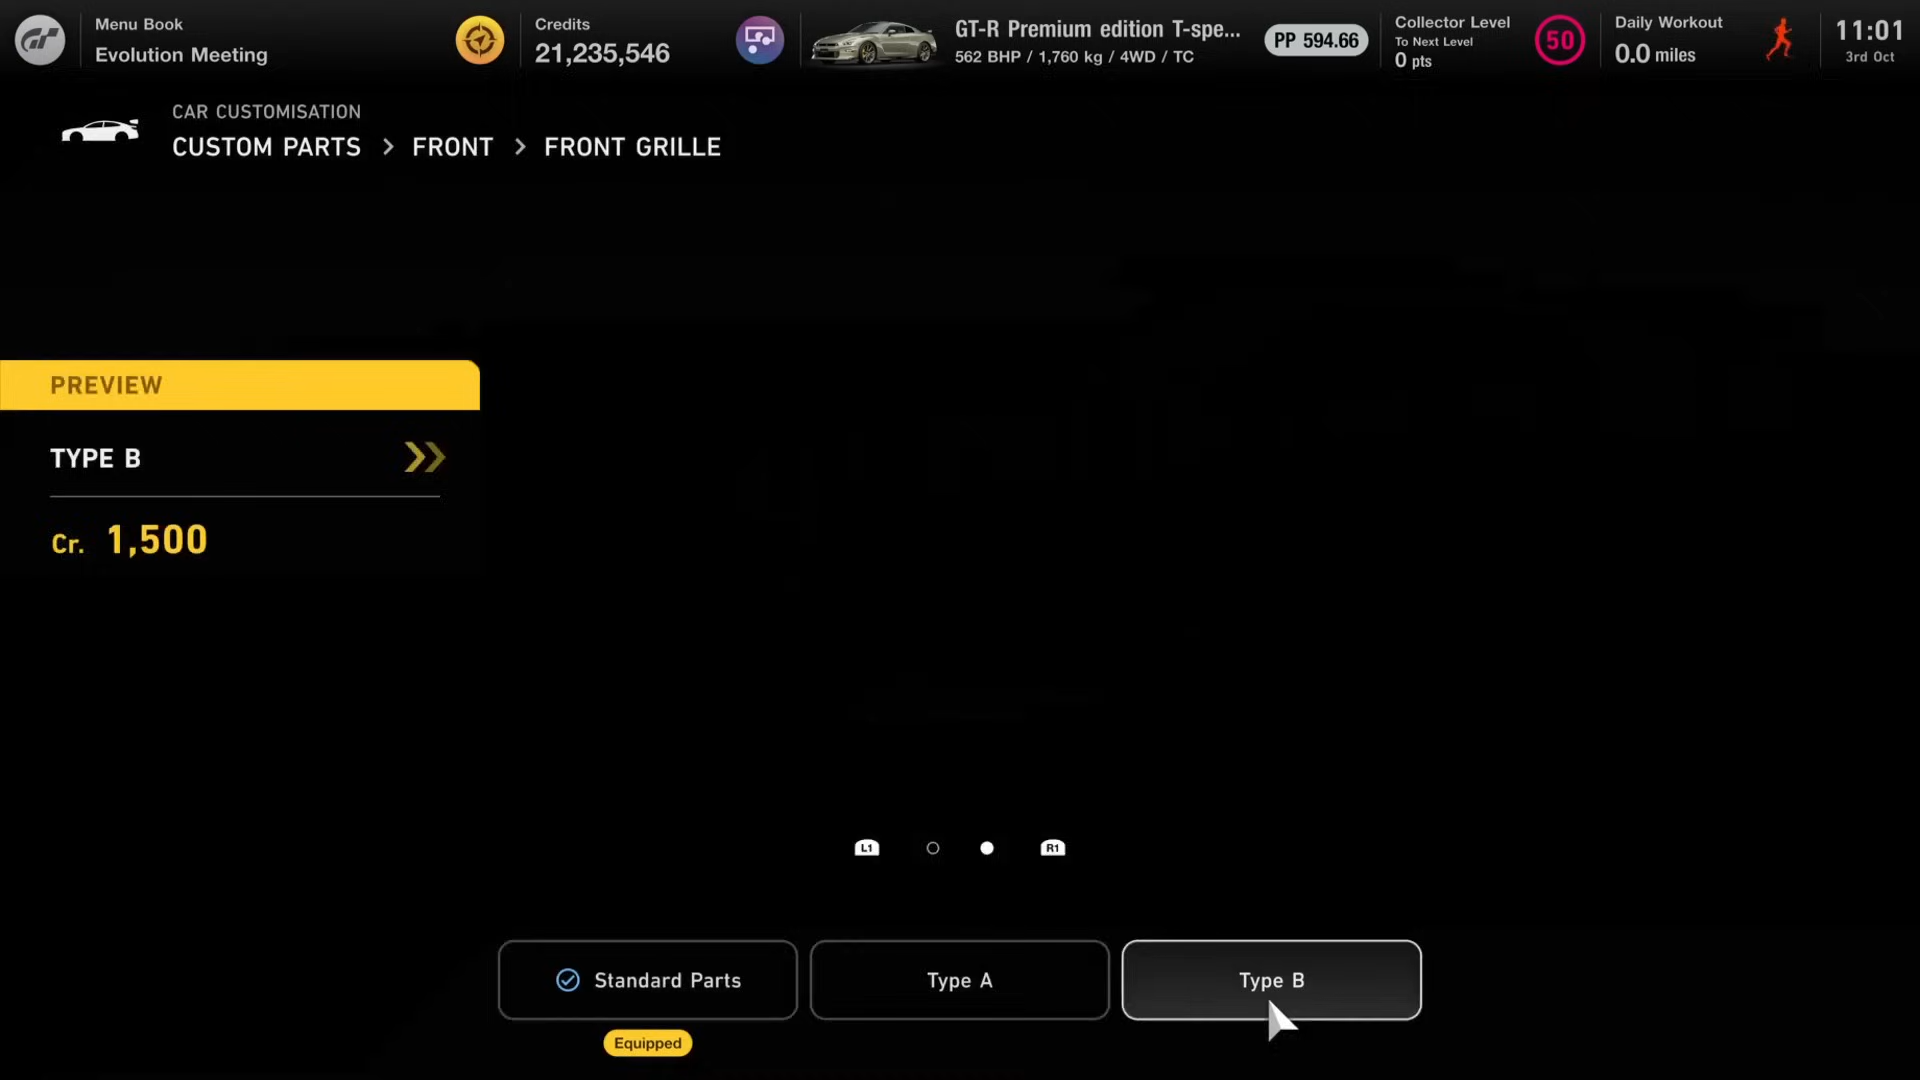 Menu Book
Evolution Meeting
Credits
21,235,546
GT-R Premium edition T-spe...
562 BHP / 1,760 kg / 4WD / TC
PP 594.66
Collector Level
To Next Level
0 pts
50
Daily Workout
0.0 miles
11:01
3rd Oct
CAR CUSTOMISATION
CUSTOM PARTS > FRONT > FRONT GRILLE
PREVIEW
TYPE B
Cr. 1,500
L1
R1
Standard Parts
Type A
Type B
Equipped